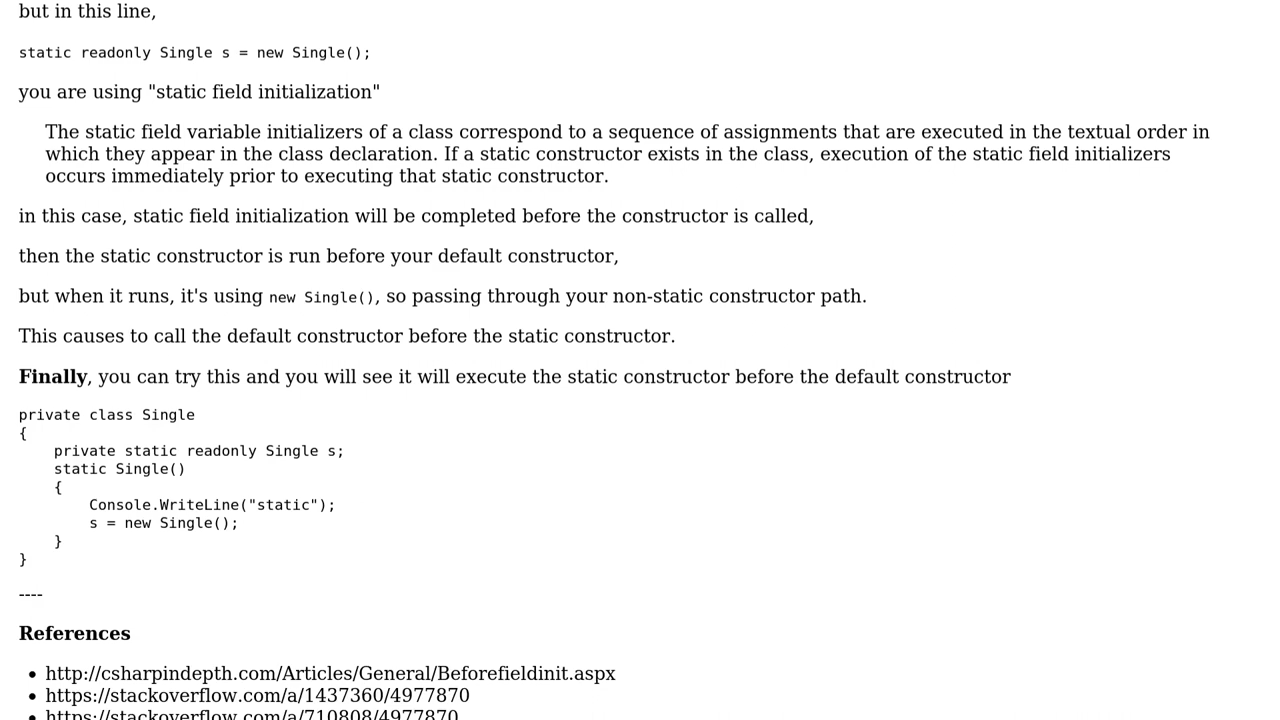 but in this line,
static readonly Single s = new Single();
you are using "static field initialization"
The static field variable initializers of a class correspond to a sequence of assignments that are executed in the textual order in
which they appear in the class declaration. If a static constructor exists in the class, execution of the static field initializers
occurs immediately prior to executing that static constructor.
in this case, static field initialization will be completed before the constructor is called,
then the static constructor is run before your default constructor,
but when it runs, it's using new Single(), so passing through your non-static constructor path.
This causes to call the default constructor before the static constructor.
Finally, you can try this and you will see it will execute the static constructor before the default constructor
private class Single
{
    private static readonly Single s;
    static Single()
    {
        Console.WriteLine("static");
        s = new Single();
    }
}
----
References
• http://csharpindepth.com/Articles/General/Beforefieldinit.aspx
• https://stackoverflow.com/a/1437360/4977870
• https://stackoverflow.com/a/710808/4977870